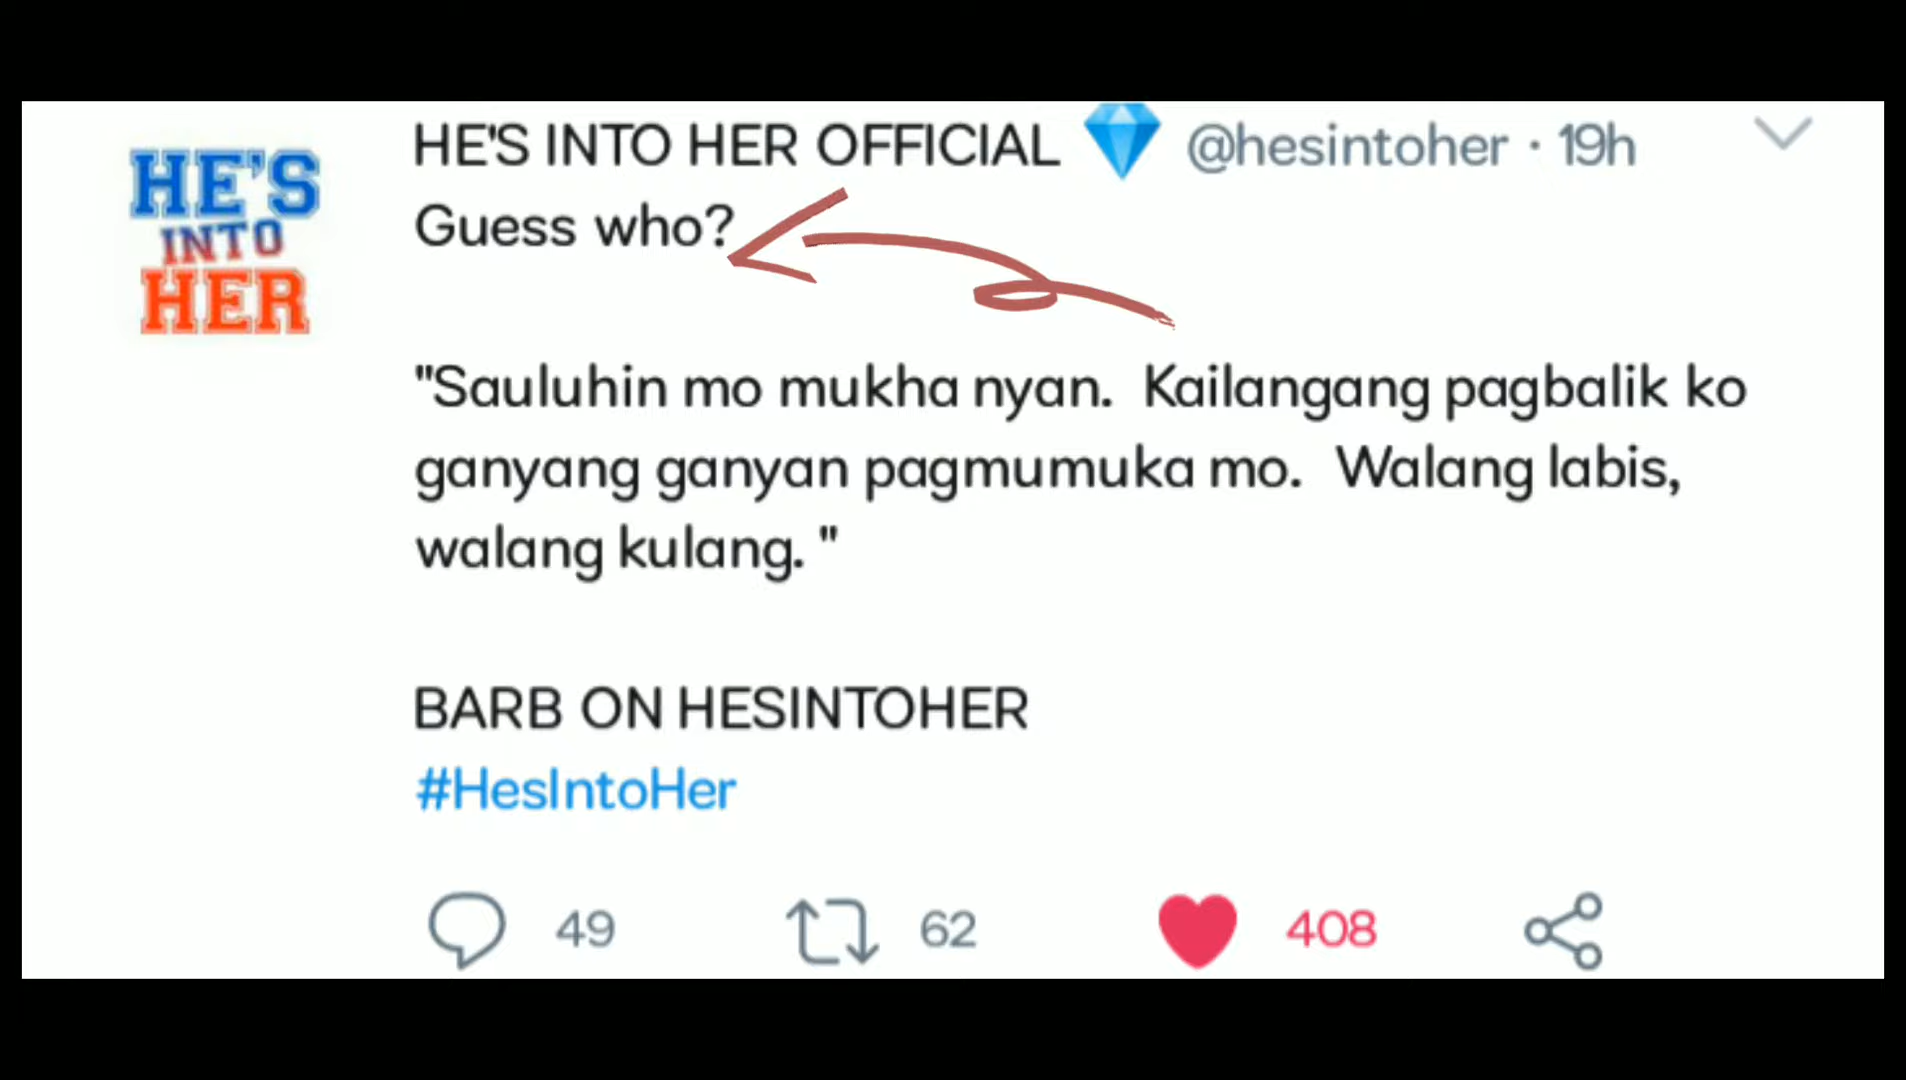 HE'S
INTO
HER
HE'S INTO HER OFFICIAL 💎 @hesintoher · 19h
Guess who?
"Sauluhin mo mukha nyan. Kailangang pagbalik ko
ganyang ganyan pagmumuka mo. Walang labis,
walang kulang. "
BARB ON HESINTOHER
#HesIntoHer
49 62 408